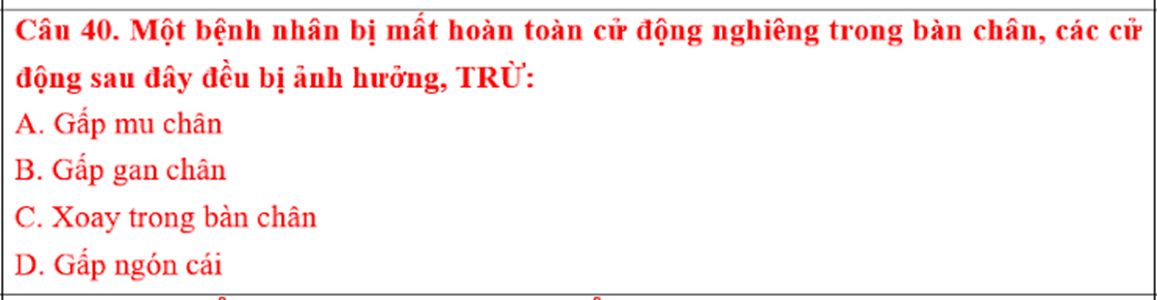 Câu 40. Một bệnh nhân bị mất hoàn toàn cử động nghiêng trong bàn chân, các cử
động sau đây đều bị ảnh hưởng, TRỪ:
A. Gấp mu chân
B. Gấp gan chân
C. Xoay trong bàn chân
D. Gấp ngón cái